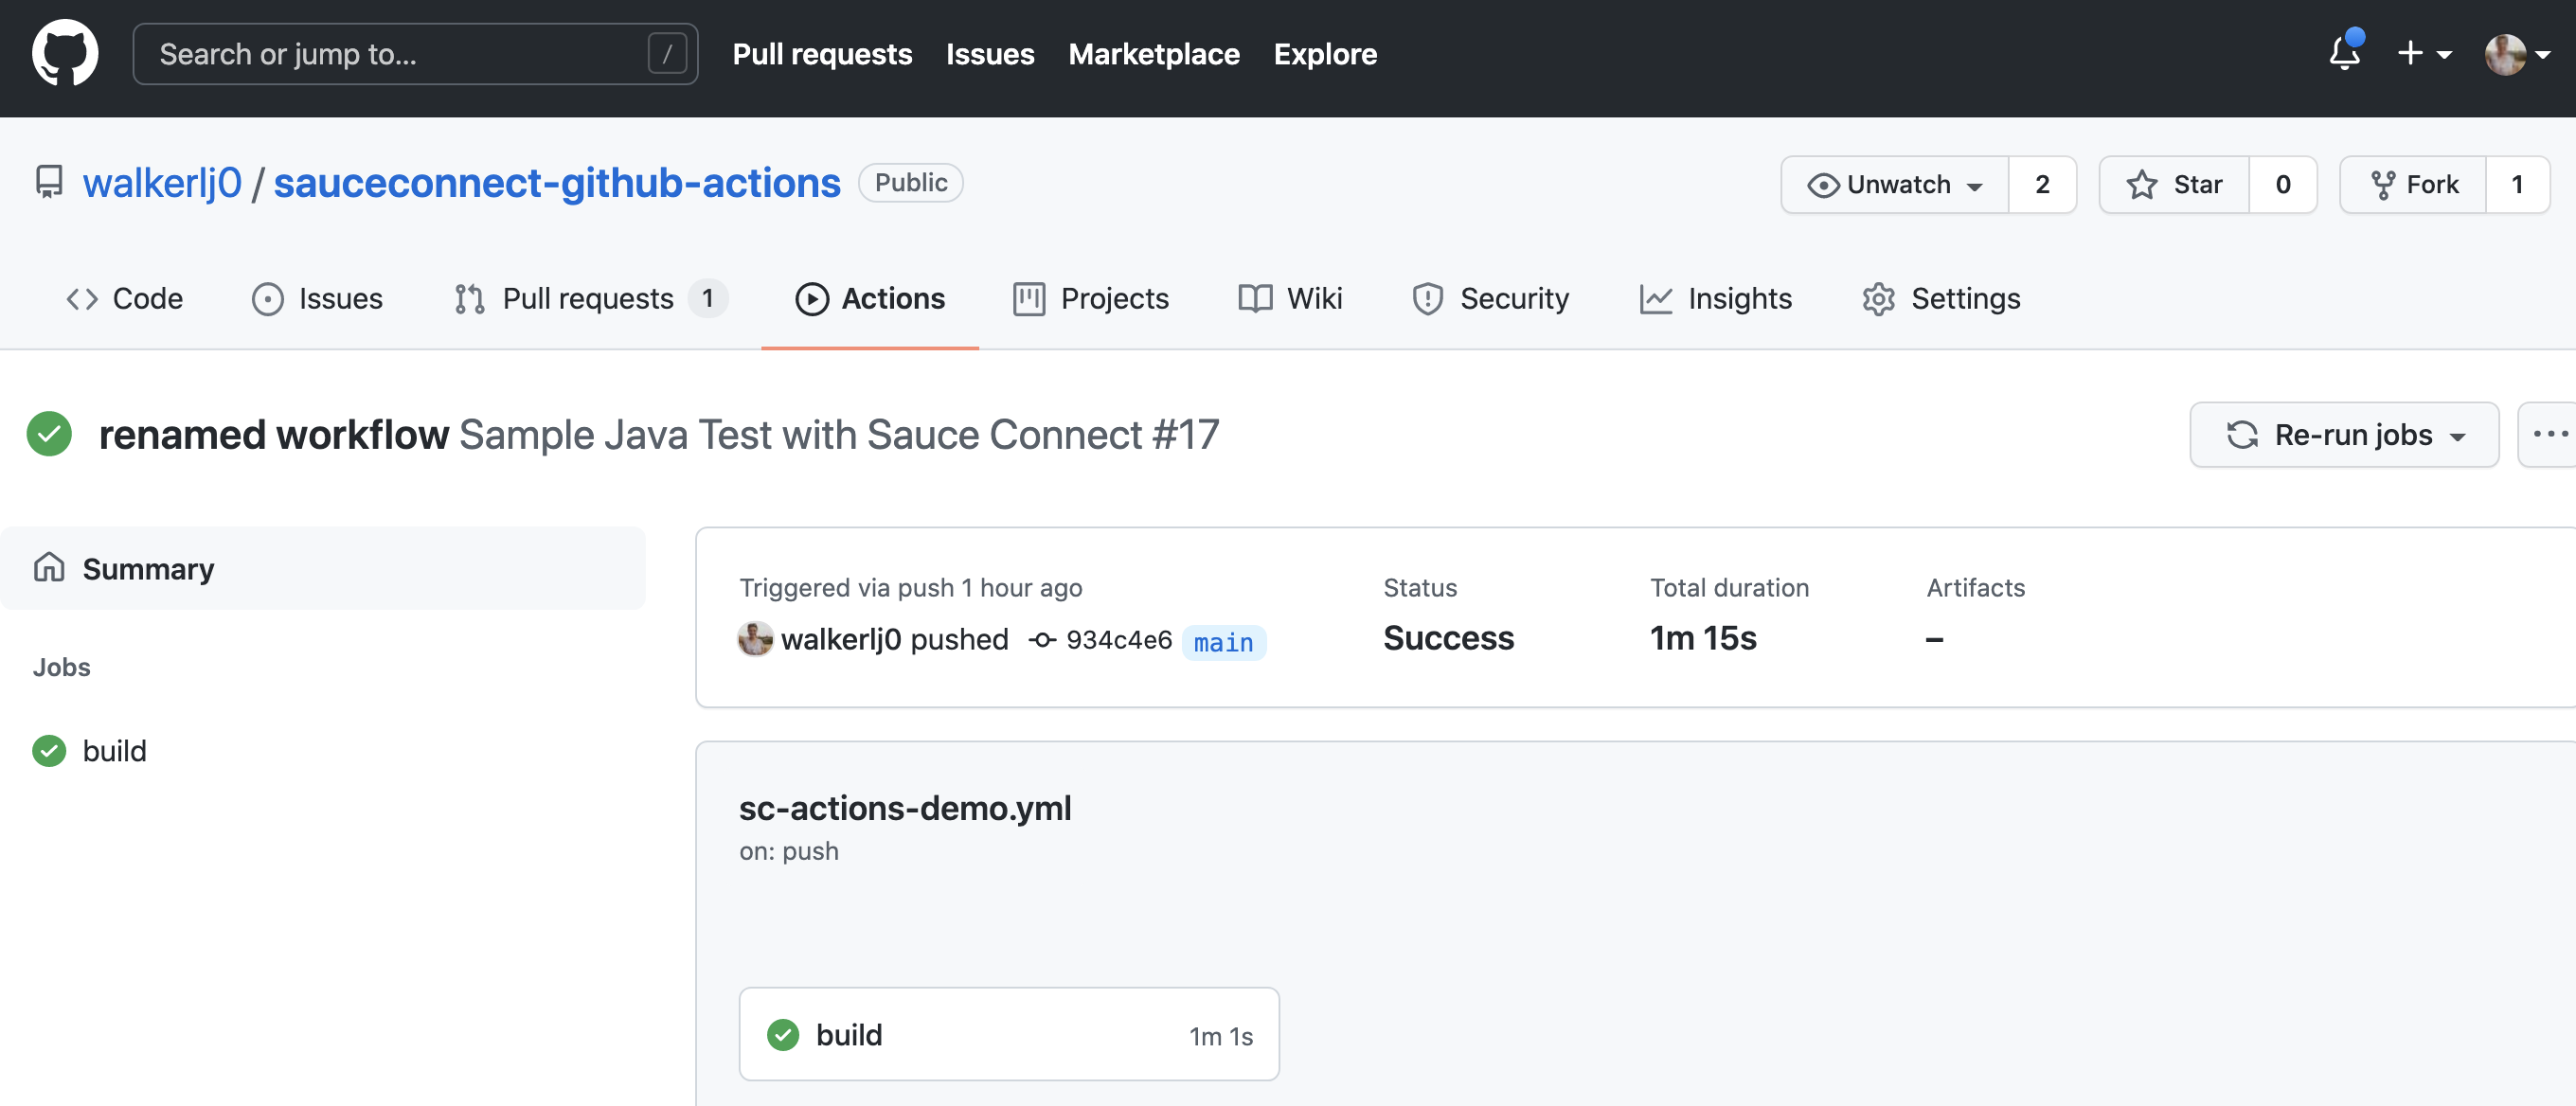 Search or jump to... / Pull requests Issues Marketplace Explore
walkerlj0 / sauceconnect-github-actions Public Unwatch 2 Star 0 Fork 1
Code Issues Pull requests 1 Actions Projects Wiki Security Insights Settings
renamed workflow Sample Java Test with Sauce Connect #17 Re-run jobs
Summary
Jobs
build
Triggered via push 1 hour ago Status Total duration Artifacts
walkerlj0 pushed 934c4e6 main Success 1m 15s –
sc-actions-demo.yml
on: push
build 1m 1s